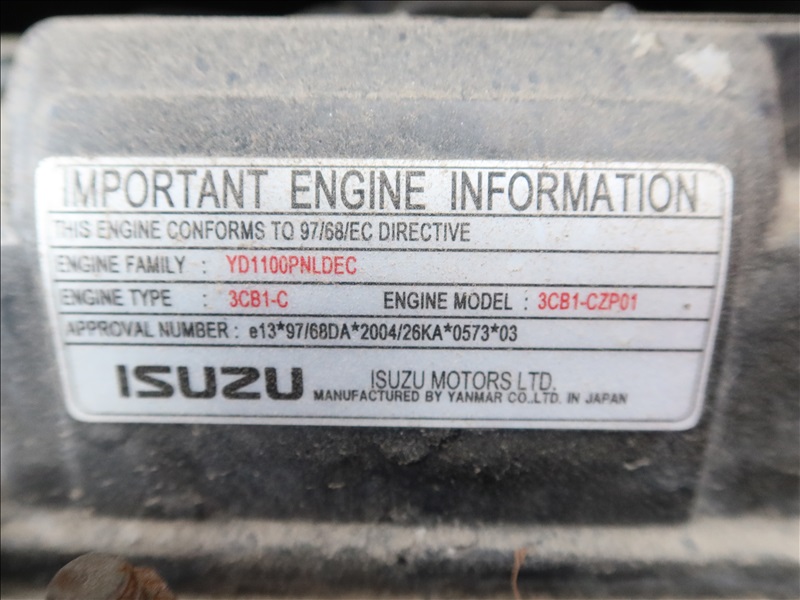 IMPORTANT ENGINE INFORMATION
THIS ENGINE CONFORMS TO 97/68/EC DIRECTIVE
ENGINE FAMILY : YD1100PNLDEC
ENGINE TYPE : 3CB1-C ENGINE MODEL : 3CB1-CZP01
APPROVAL NUMBER : e13*97/68DA*2004/26KA*0573*03
ISUZU ISUZU MOTORS LTD.
MANUFACTURED BY YANMAR CO.,LTD. IN JAPAN